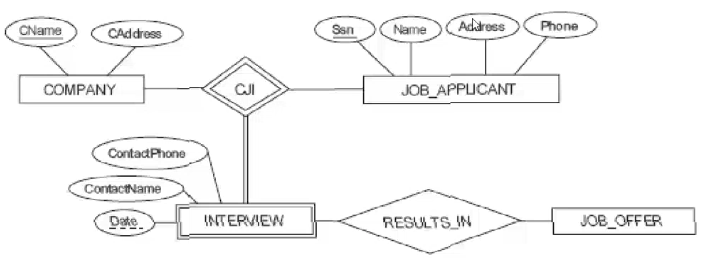 CName
CAddress
Ssn
Name
Address
Phone
COMPANY
CJI
JOB_APPLICANT
ContactPhone
ContactName
Date
INTERVIEW
RESULTS_IN
JOB_OFFER